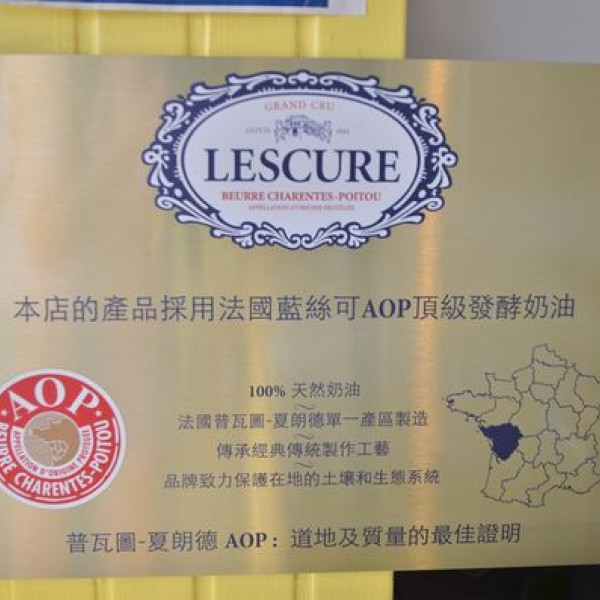 GRAND CRU
DEPUIS 1884
LESCURE
BEURRE CHARENTES-POITOU
APPELLATION D'ORIGINE PROTÉGÉE
本店的產品採用法國藍絲可AOP頂級發酵奶油
100% 天然奶油
法國普瓦圖-夏朗德單一產區製造
傳承經典傳統製作工藝
品牌致力保護在地的土壤和生態系統
AOP
APPELLATION D'ORIGINE PROTÉGÉE
BEURRE CHARENTES-POITOU
普瓦圖-夏朗德 AOP : 道地及質量的最佳證明